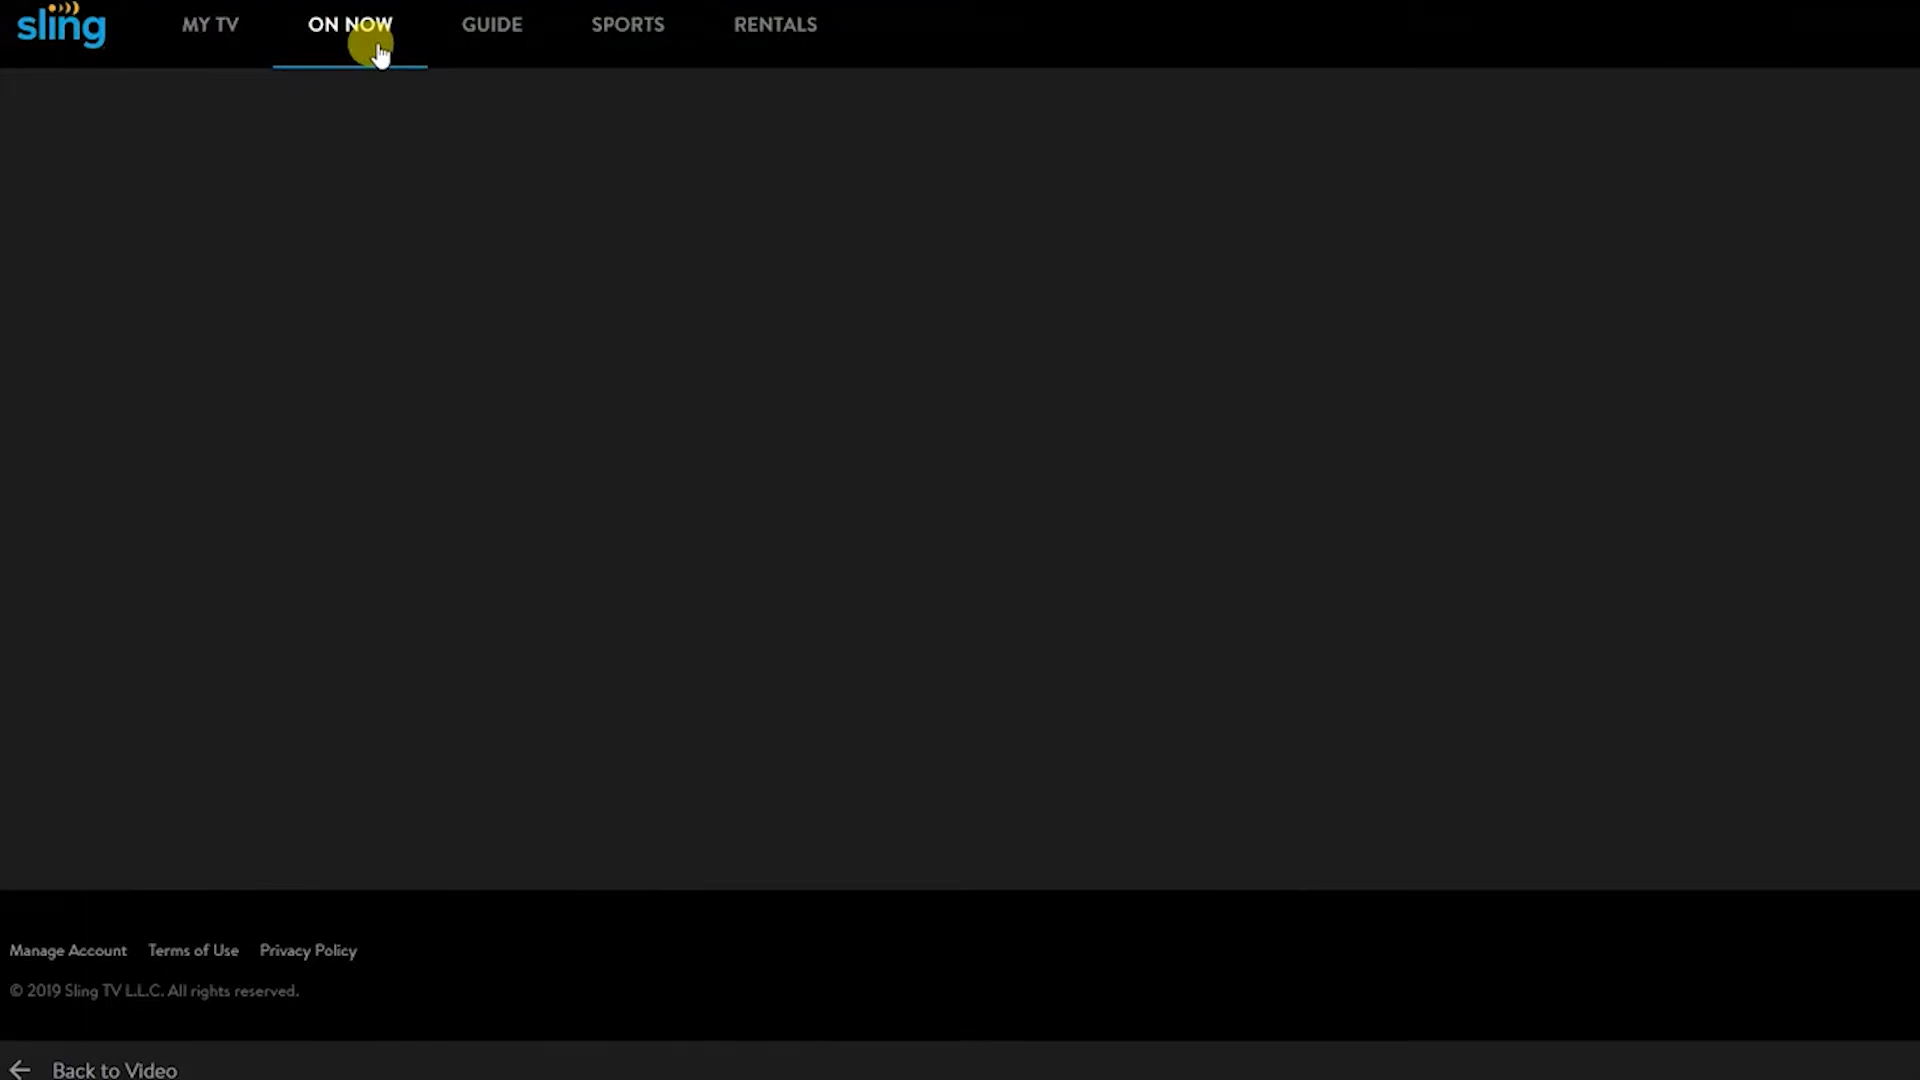 sling MY TV ON NOW GUIDE SPORTS RENTALS
Manage Account Terms of Use Privacy Policy
© 2019 Sling TV L.L.C. All rights reserved.
Back to Video